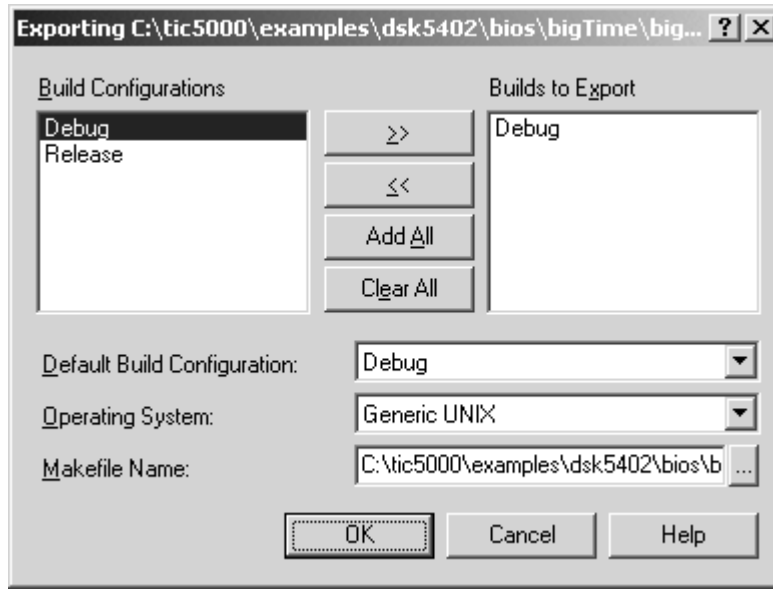 Exporting C:\tic5000\examples\dsk5402\bios\bigTime\big... ? X
Build Configurations
Builds to Export
Debug
Release
>>
<<
Add All
Clear All
Debug
Default Build Configuration: Debug
Operating System: Generic UNIX
Makefile Name: C:\tic5000\examples\dsk5402\bios\b ...
OK Cancel Help